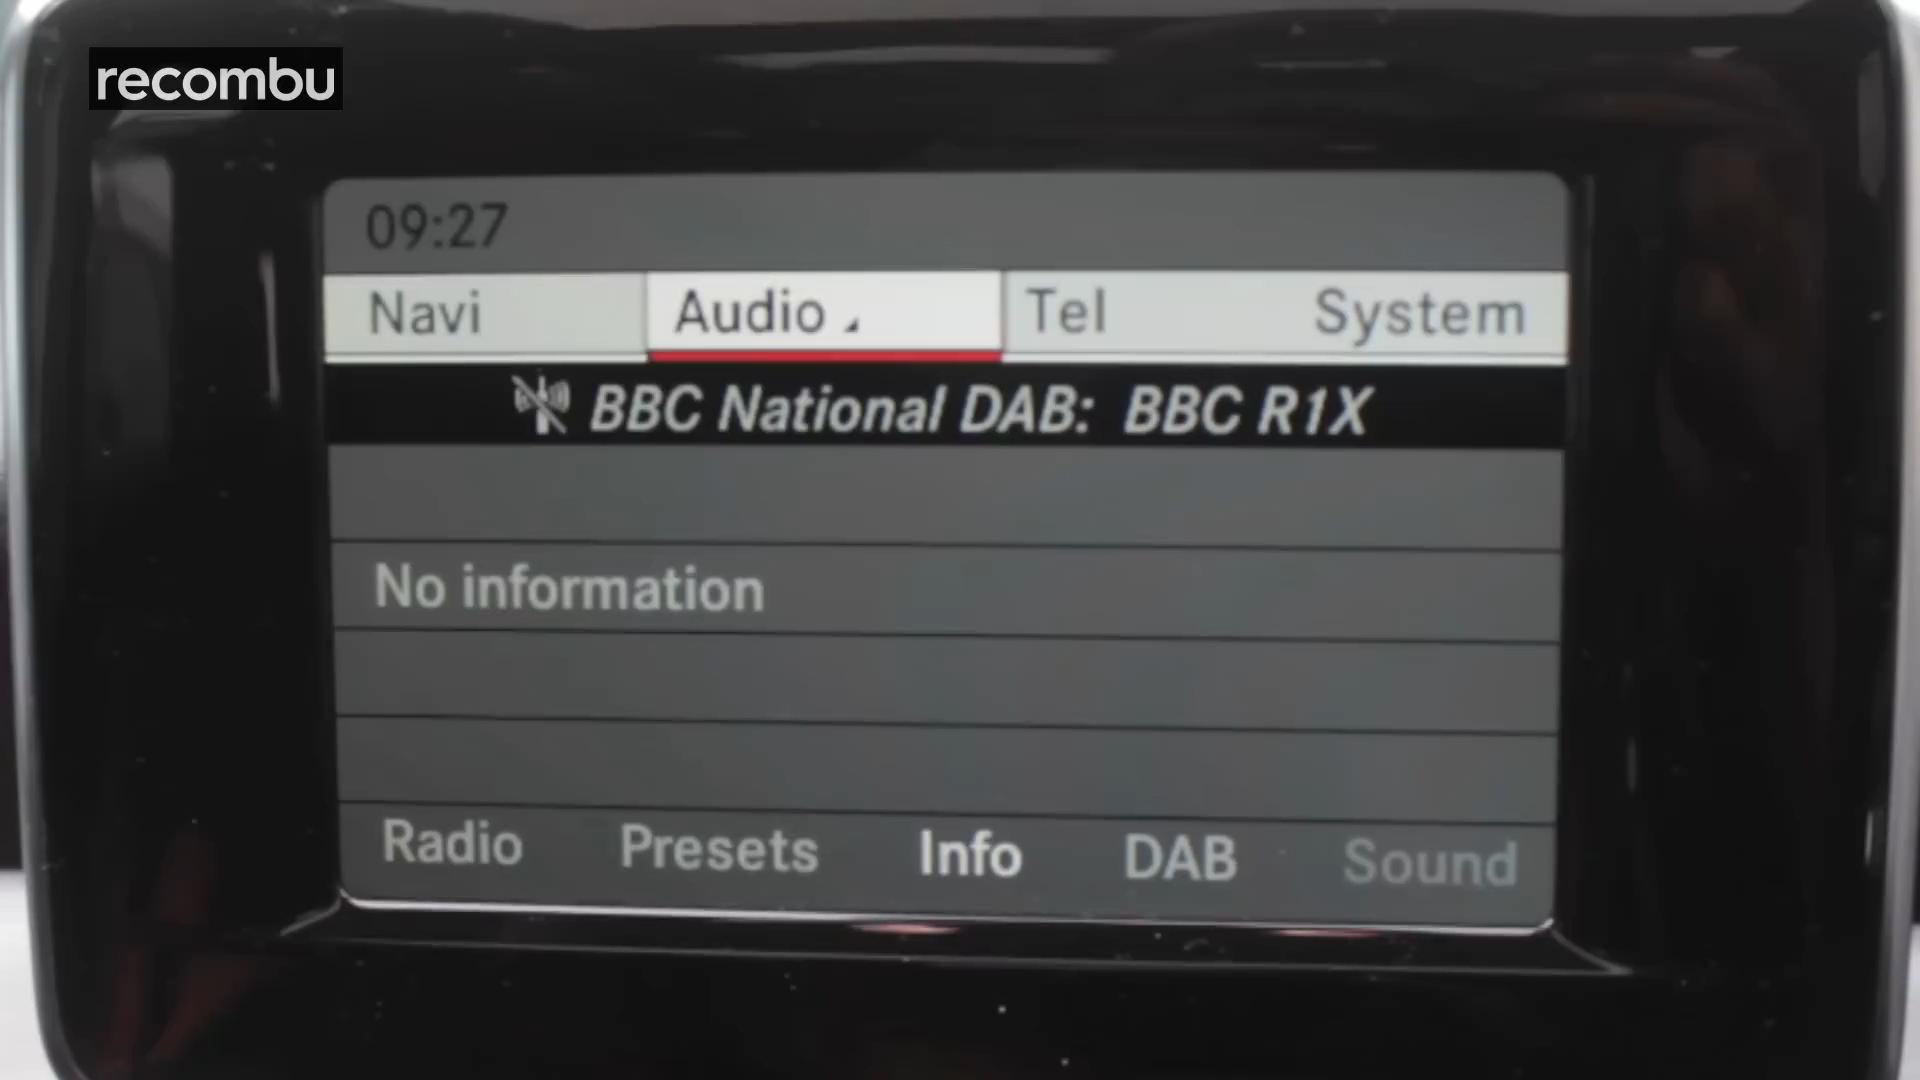 recombu
09:27
Navi Audio Tel System
BBC National DAB: BBC R1X
No information
Radio Presets Info DAB Sound